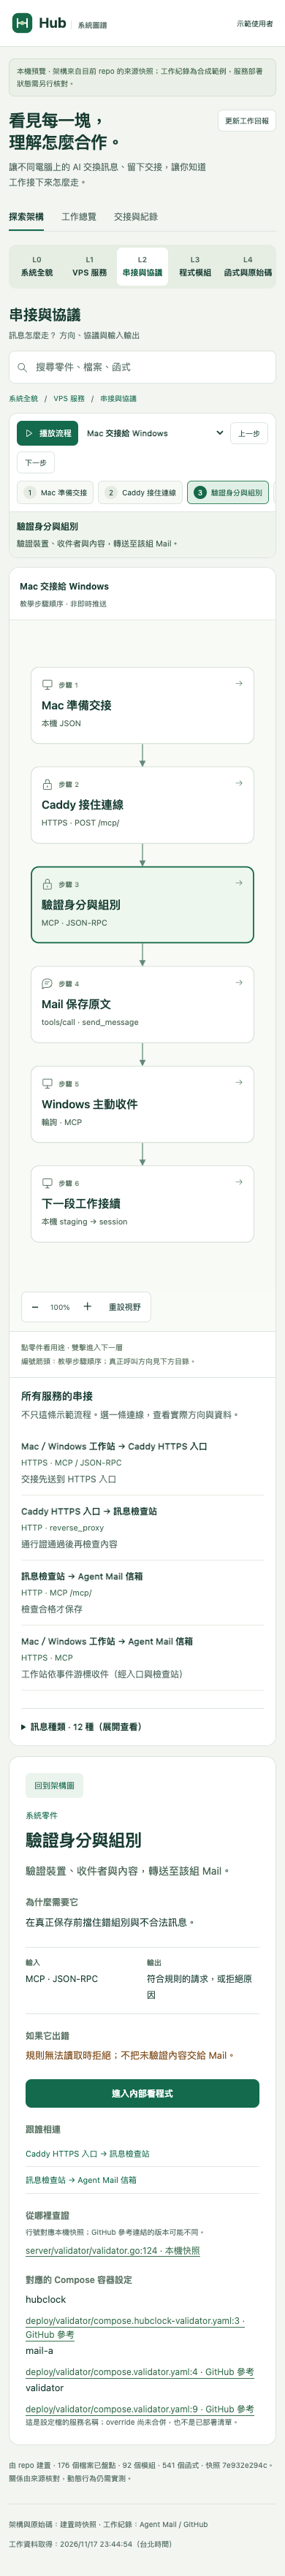 Hub
系統圖譜
示範使用者
本機預覽 · 架構來自目前 repo 的來源快照；工作紀錄為合成範例，服務部署
狀態需另行核對。
看見每一塊，
理解怎麼合作。
更新工作回報
讓不同電腦上的 AI 交換訊息、留下交接，讓你知道
工作接下來怎麼走。
探索架構
工作總覽
交接與紀錄
L0
系統全貌
L1
VPS 服務
L2
串接與協議
L3
程式模組
L4
函式與原始碼
串接與協議
訊息怎麼走？ 方向、協議與輸入輸出
搜尋零件、檔案、函式
系統全貌 / VPS 服務 / 串接與協議
播放流程
Mac 交接給 Windows
上一步
下一步
1 Mac 準備交接
2 Caddy 接住連線
3 驗證身分與組別
驗證身分與組別
驗證裝置、收件者與內容，轉送至該組 Mail。
Mac 交接給 Windows
教學步驟順序 · 非即時推送
步驟 1
Mac 準備交接
本機 JSON
步驟 2
Caddy 接住連線
HTTPS · POST /mcp/
步驟 3
驗證身分與組別
MCP · JSON-RPC
步驟 4
Mail 保存原文
tools/call · send_message
步驟 5
Windows 主動收件
輪詢 · MCP
步驟 6
下一段工作接續
本機 staging → session
− 100% + 重設視野
點零件看用途 · 雙擊進入下一層
編號箭頭：教學步驟順序；真正呼叫方向見下方目錄。
所有服務的串接
不只這條示範流程。選一條連線，查看實際方向與資料。
Mac / Windows 工作站 → Caddy HTTPS 入口
HTTPS · MCP / JSON-RPC
交接先送到 HTTPS 入口
Caddy HTTPS 入口 → 訊息檢查站
HTTP · reverse_proxy
通行證通過後再檢查內容
訊息檢查站 → Agent Mail 信箱
HTTP · MCP /mcp/
檢查合格才保存
Mac / Windows 工作站 → Agent Mail 信箱
HTTPS · MCP
工作站依事件游標收件（經入口與檢查站）
▶ 訊息種類 · 12 種（展開查看）
回到架構圖
系統零件
驗證身分與組別
驗證裝置、收件者與內容，轉送至該組 Mail。
為什麼需要它
在真正保存前擋住錯組別與不合法訊息。
輸入
MCP · JSON-RPC
輸出
符合規則的請求，或拒絕原
因
如果它出錯
規則無法讀取時拒絕；不把未驗證內容交給 Mail。
進入內部看程式
跟誰相連
Caddy HTTPS 入口 → 訊息檢查站
訊息檢查站 → Agent Mail 信箱
從哪裡查證
行號對應本機快照；GitHub 參考連結的版本可能不同。
server/validator/validator.go:124 · 本機快照
對應的 Compose 容器設定
hubclock
deploy/validator/compose.hubclock-validator.yaml:3 ·
GitHub 參考
mail-a
deploy/validator/compose.validator.yaml:4 · GitHub 參考
validator
deploy/validator/compose.validator.yaml:9 · GitHub 參考
這是設定檔的服務名稱；override 尚未合併，也不是已部署清單。
由 repo 建置 · 176 個檔案已盤點 · 92 個模組 · 541 個函式 · 快照 7e932e294c。
關係由來源核對，動態行為仍需實測。
架構與原始碼：建置時快照 · 工作紀錄：Agent Mail / GitHub
工作資料取得：2026/11/17 23:44:54（台北時間）